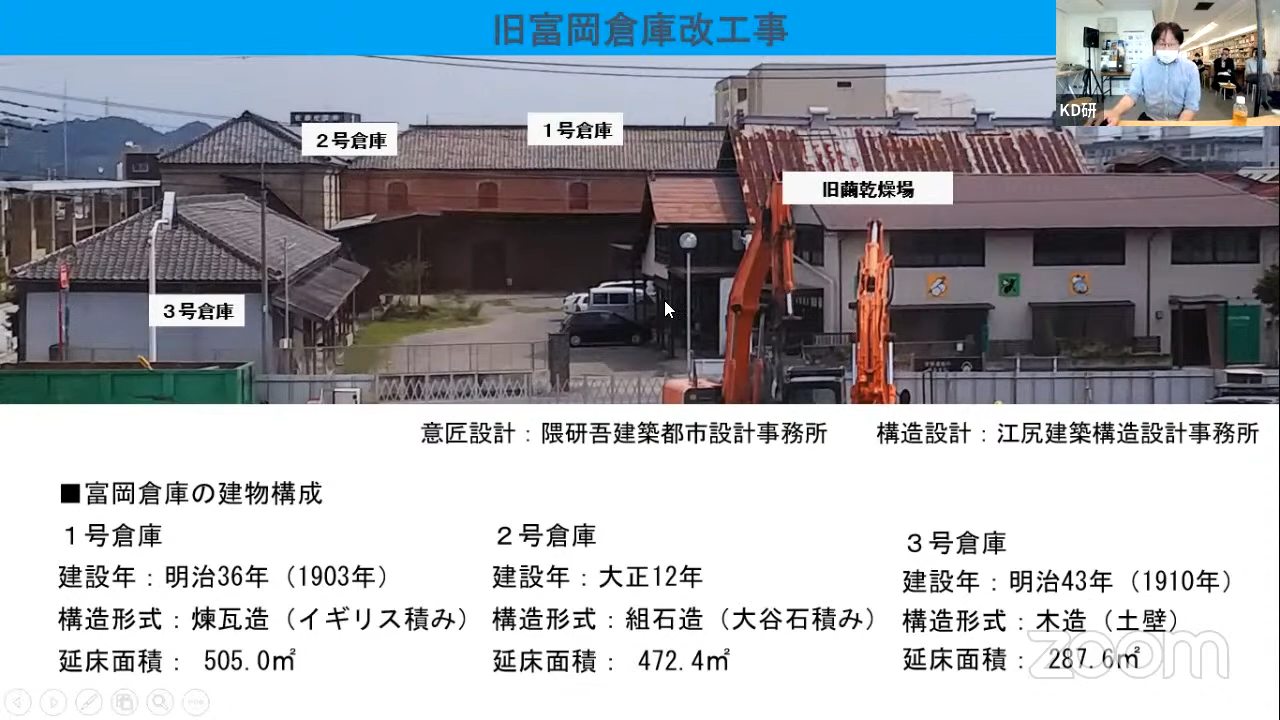 旧富岡倉庫改工事
KD研
2号倉庫
1号倉庫
旧繭乾燥場
3号倉庫
意匠設計：隈研吾建築都市設計事務所　構造設計：江尻建築構造設計事務所
■富岡倉庫の建物構成
1号倉庫
建設年：明治36年（1903年）
構造形式：煉瓦造（イギリス積み）
延床面積： 505.0㎡
2号倉庫
建設年：大正12年
構造形式：組石造（大谷石積み）
延床面積： 472.4㎡
3号倉庫
建設年：明治43年（1910年）
構造形式：木造（土壁）
延床面積： 287.6㎡
zoom